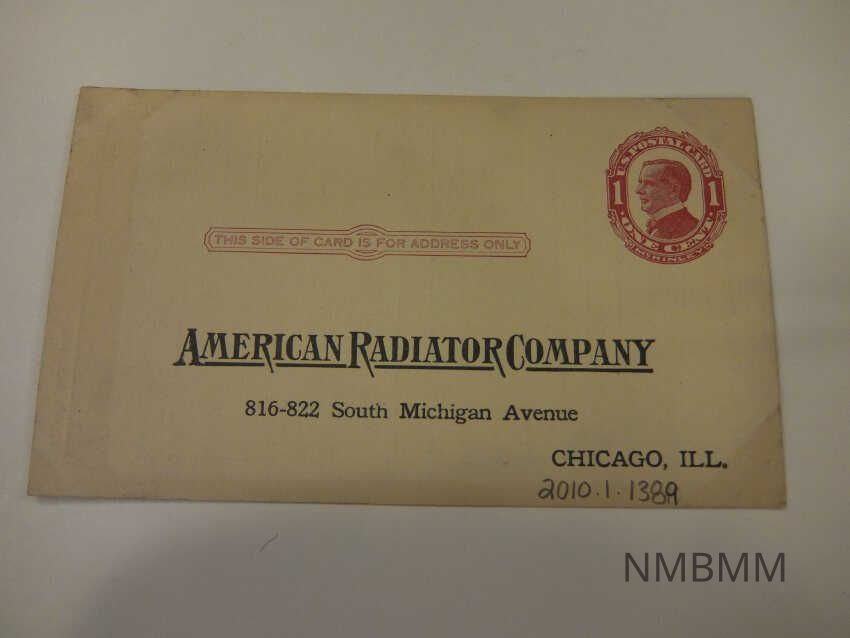 U.S. POSTAL CARD
1 1
ONE CENT
McKINLEY
THIS SIDE OF CARD IS FOR ADDRESS ONLY
AMERICAN RADIATOR COMPANY
816-822 South Michigan Avenue
CHICAGO, ILL.
2010.1.1389
NMBMM